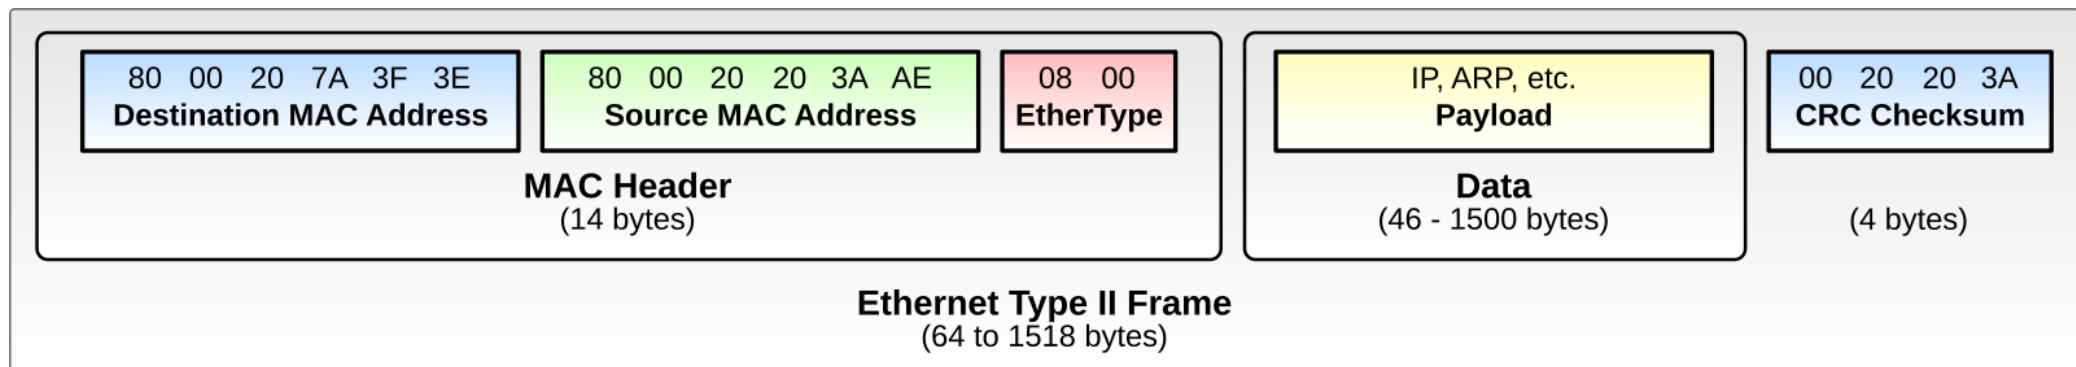 80 00 20 7A 3F 3E
Destination MAC Address
80 00 20 20 3A AE
Source MAC Address
08 00
EtherType
MAC Header
(14 bytes)
IP, ARP, etc.
Payload
Data
(46 - 1500 bytes)
00 20 20 3A
CRC Checksum
(4 bytes)
Ethernet Type II Frame
(64 to 1518 bytes)